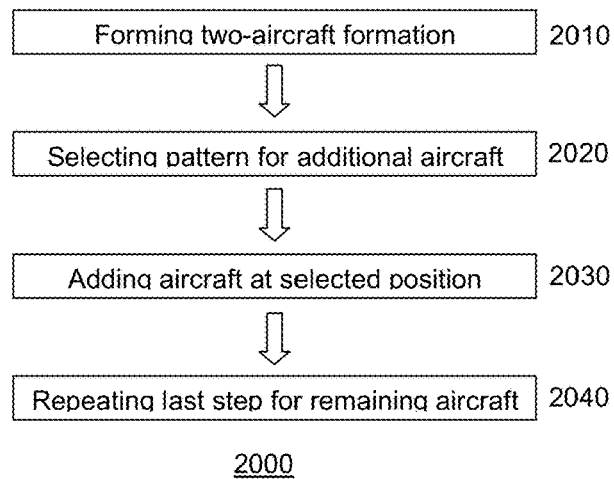 Forming two-aircraft formation 2010
Selecting pattern for additional aircraft 2020
Adding aircraft at selected position 2030
Repeating last step for remaining aircraft 2040
2000